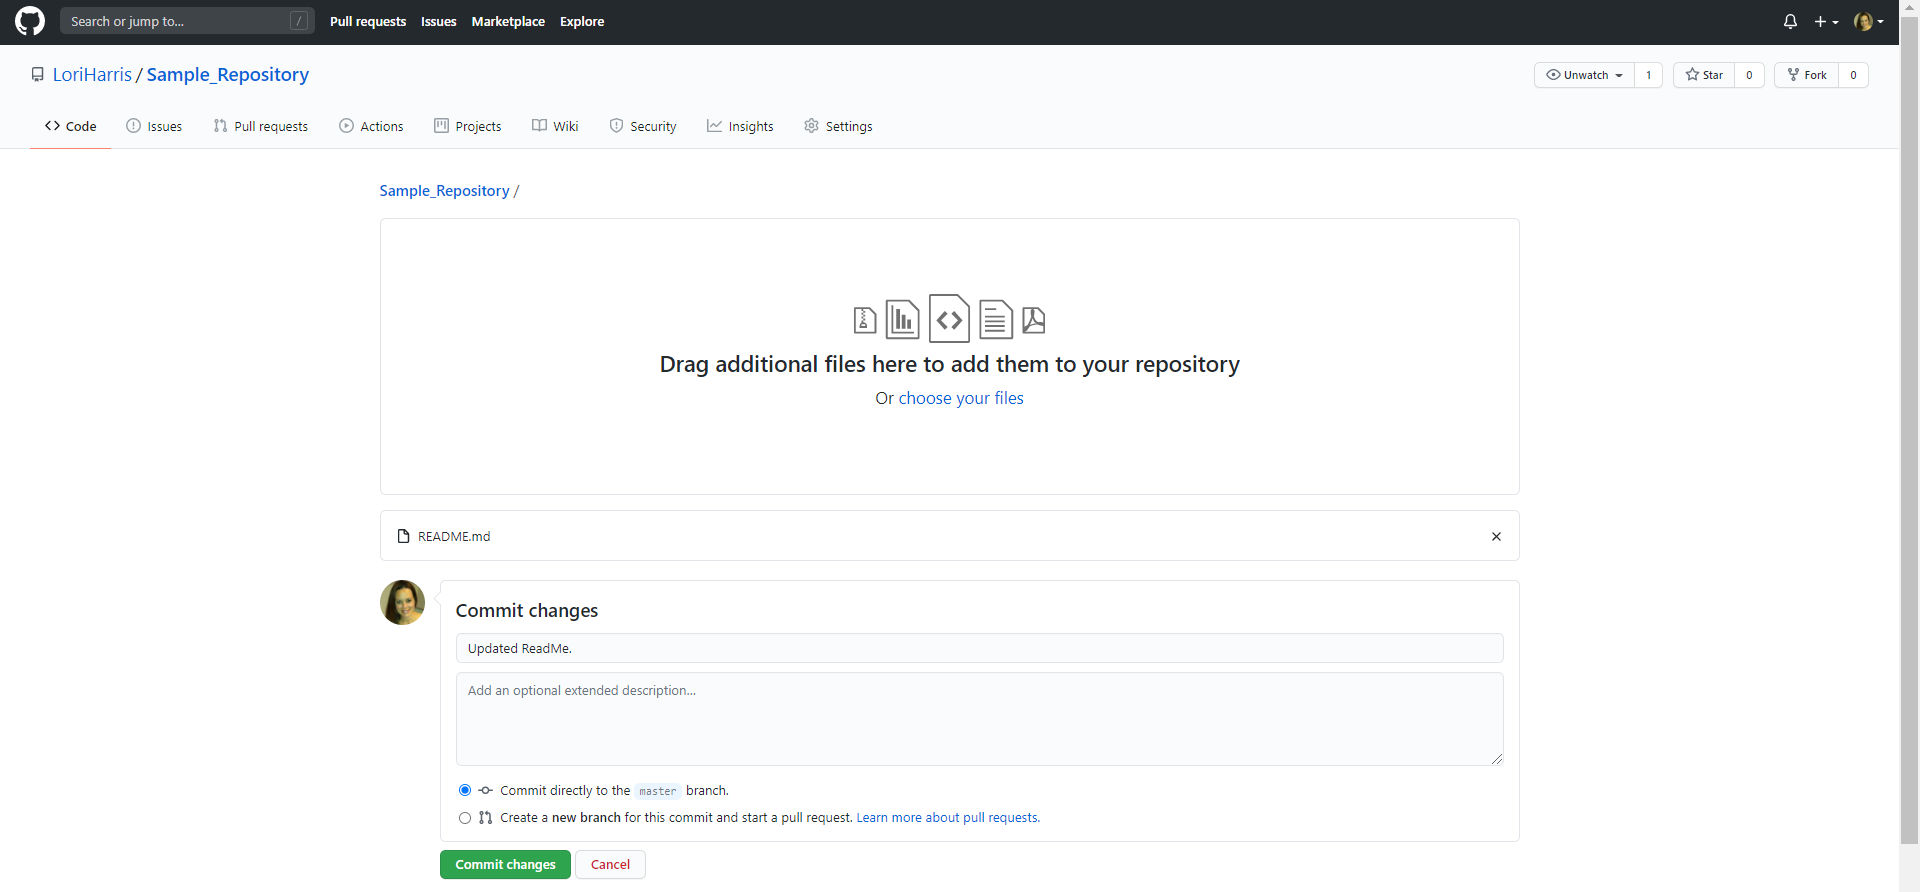 Search or jump to... /
Pull requests Issues Marketplace Explore
LoriHarris / Sample_Repository
Unwatch 1 Star 0 Fork 0
Code Issues Pull requests Actions Projects Wiki Security Insights Settings
Sample_Repository /
Drag additional files here to add them to your repository
Or choose your files
README.md
Commit changes
Updated ReadMe.
Add an optional extended description...
Commit directly to the master branch.
Create a new branch for this commit and start a pull request. Learn more about pull requests.
Commit changes Cancel